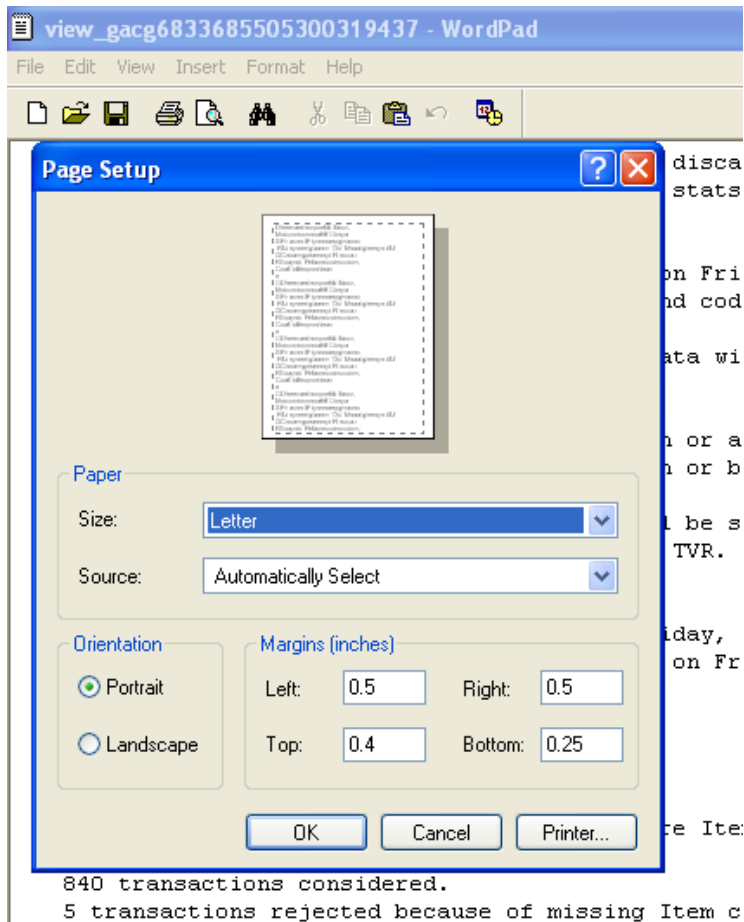 view_gacg6833685505300319437 - WordPad
File Edit View Insert Format Help
Page Setup
disca
stats
on Fri
nd cod
ata wi
n or a
n or b
Paper
Size: Letter
l be s
TVR.
Source: Automatically Select
iday,
on Fr
Orientation
Margins (inches)
Portrait
Left: 0.5 Right: 0.5
Landscape
Top: 0.4 Bottom: 0.25
OK Cancel Printer...
re Ite
840 transactions considered.
5 transactions rejected because of missing Item c